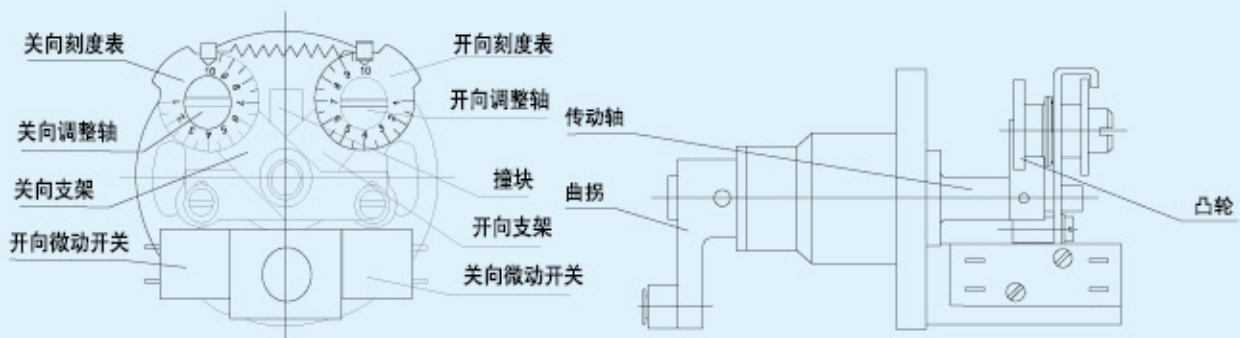 关向刻度表
关向调整轴
关向支架
开向微动开关
开向刻度表
开向调整轴
撞块
开向支架
关向微动开关
传动轴
曲拐
凸轮